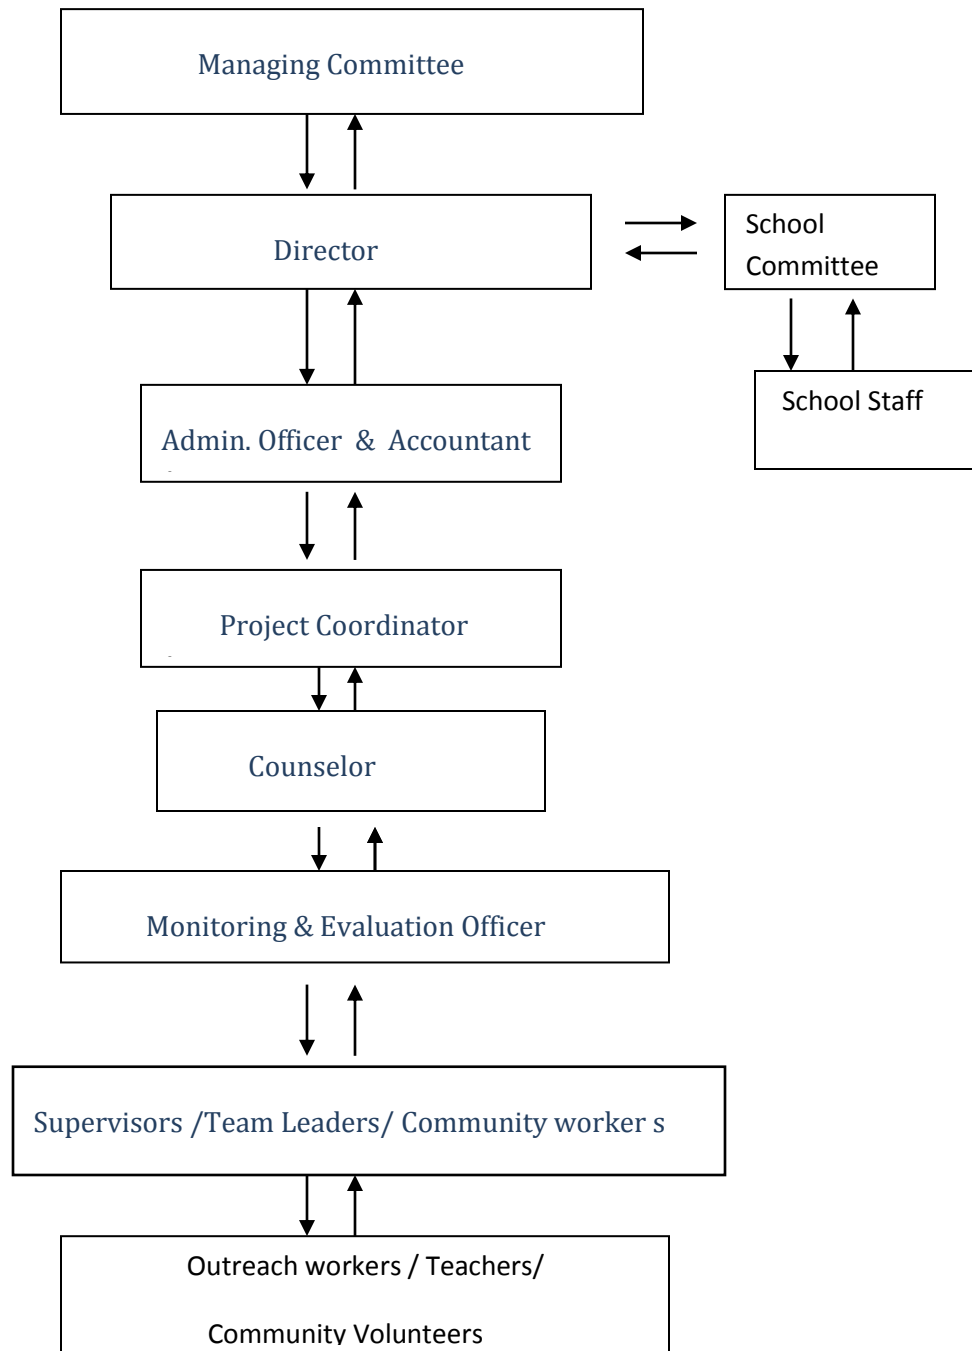 Managing Committee
Director
School
Committee
School Staff
Admin. Officer & Accountant
Project Coordinator
Counselor
Monitoring & Evaluation Officer
Supervisors /Team Leaders/ Community worker s
Outreach workers / Teachers/
Community Volunteers